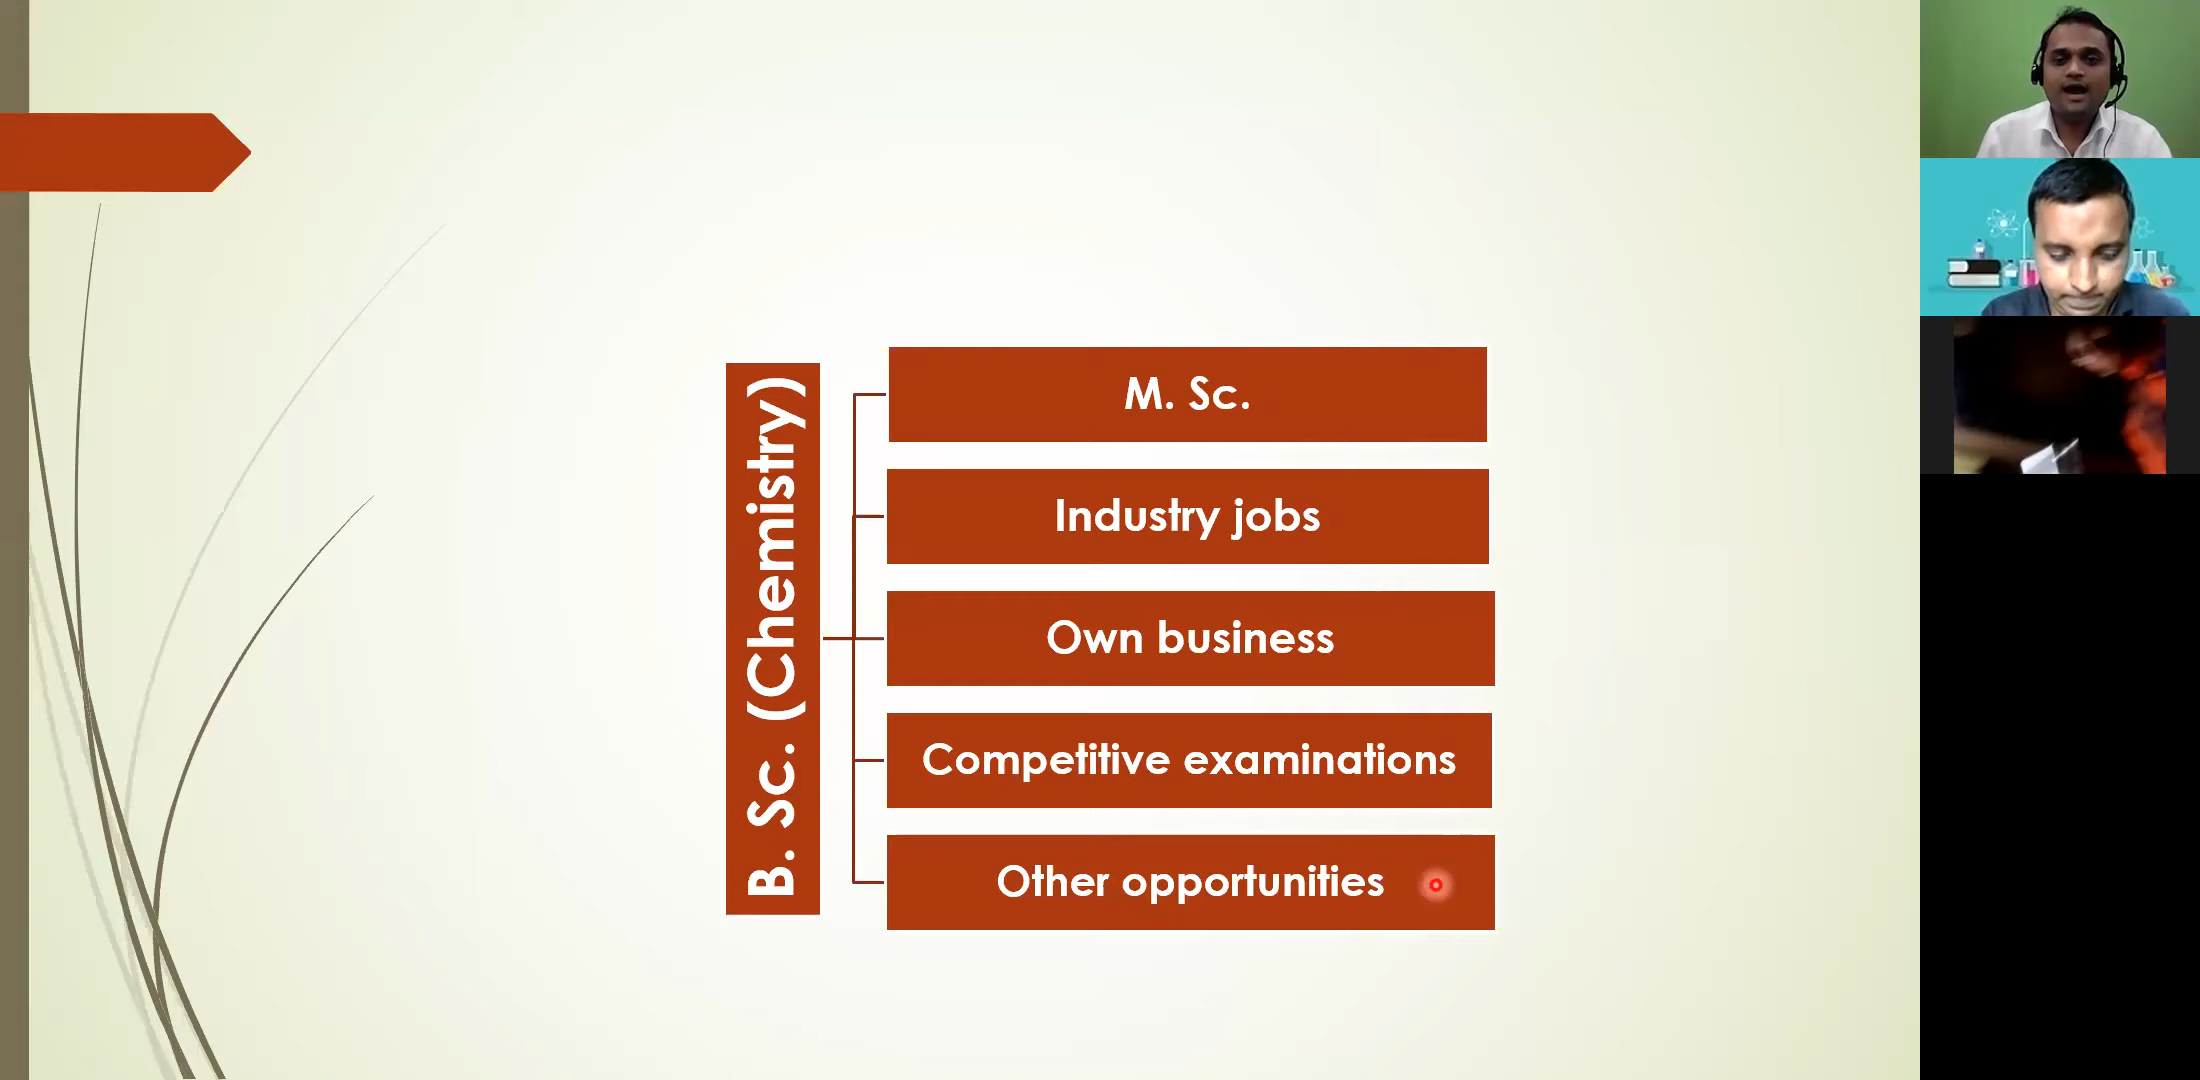 B. Sc. (Chemistry)
M. Sc.
Industry jobs
Own business
Competitive examinations
Other opportunities